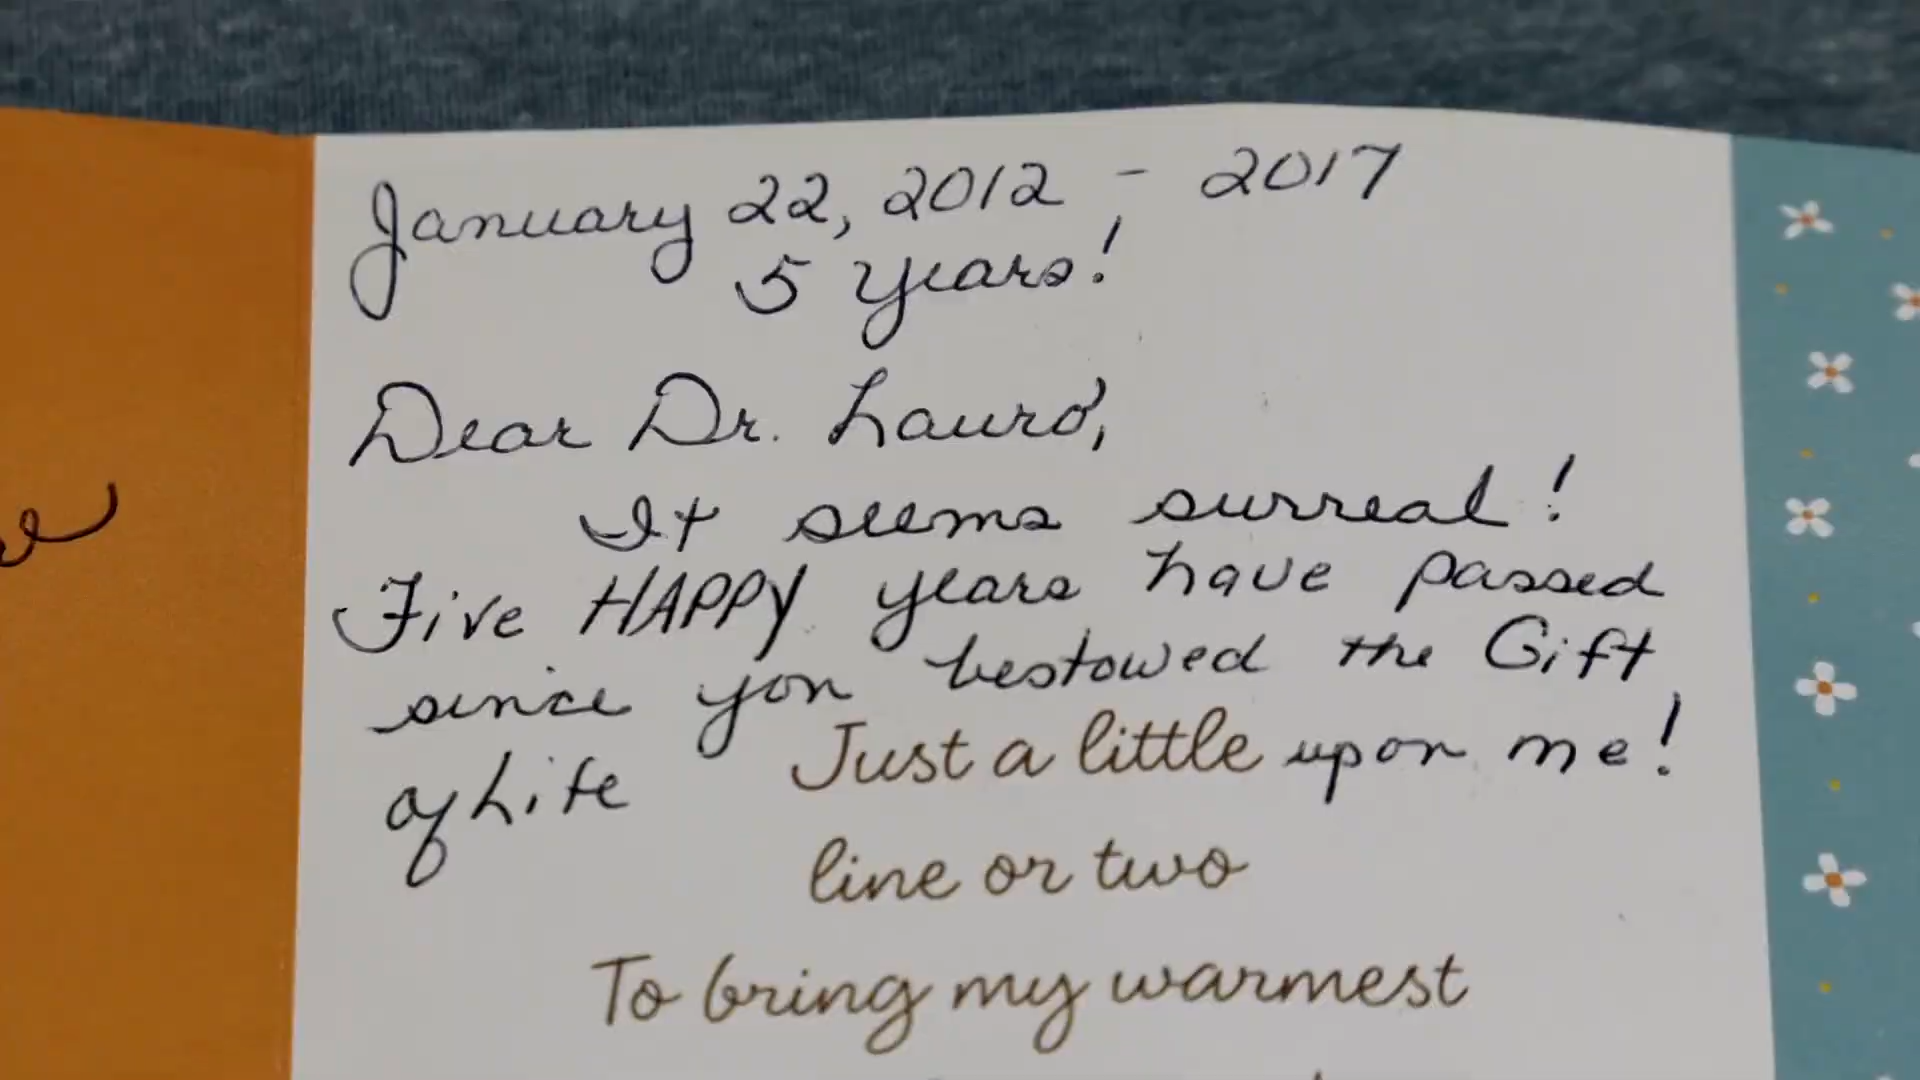 January 22, 2012 - 2017
5 years!
Dear Dr. Lauro,
It seems surreal!
Five HAPPY years have passed
since you bestowed the Gift
of Life upon me!
Just a little
line or two
To bring my warmest